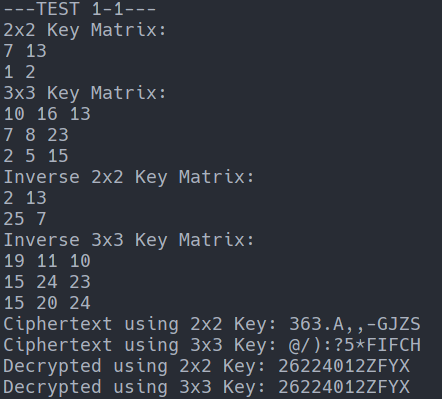 ---TEST 1-1---
2x2 Key Matrix:
7 13
1 2
3x3 Key Matrix:
10 16 13
7 8 23
2 5 15
Inverse 2x2 Key Matrix:
2 13
25 7
Inverse 3x3 Key Matrix:
19 11 10
15 24 23
15 20 24
Ciphertext using 2x2 Key: 363.A,,-GJZS
Ciphertext using 3x3 Key: @/):?5*FIFCH
Decrypted using 2x2 Key: 26224012ZFYX
Decrypted using 3x3 Key: 26224012ZFYX